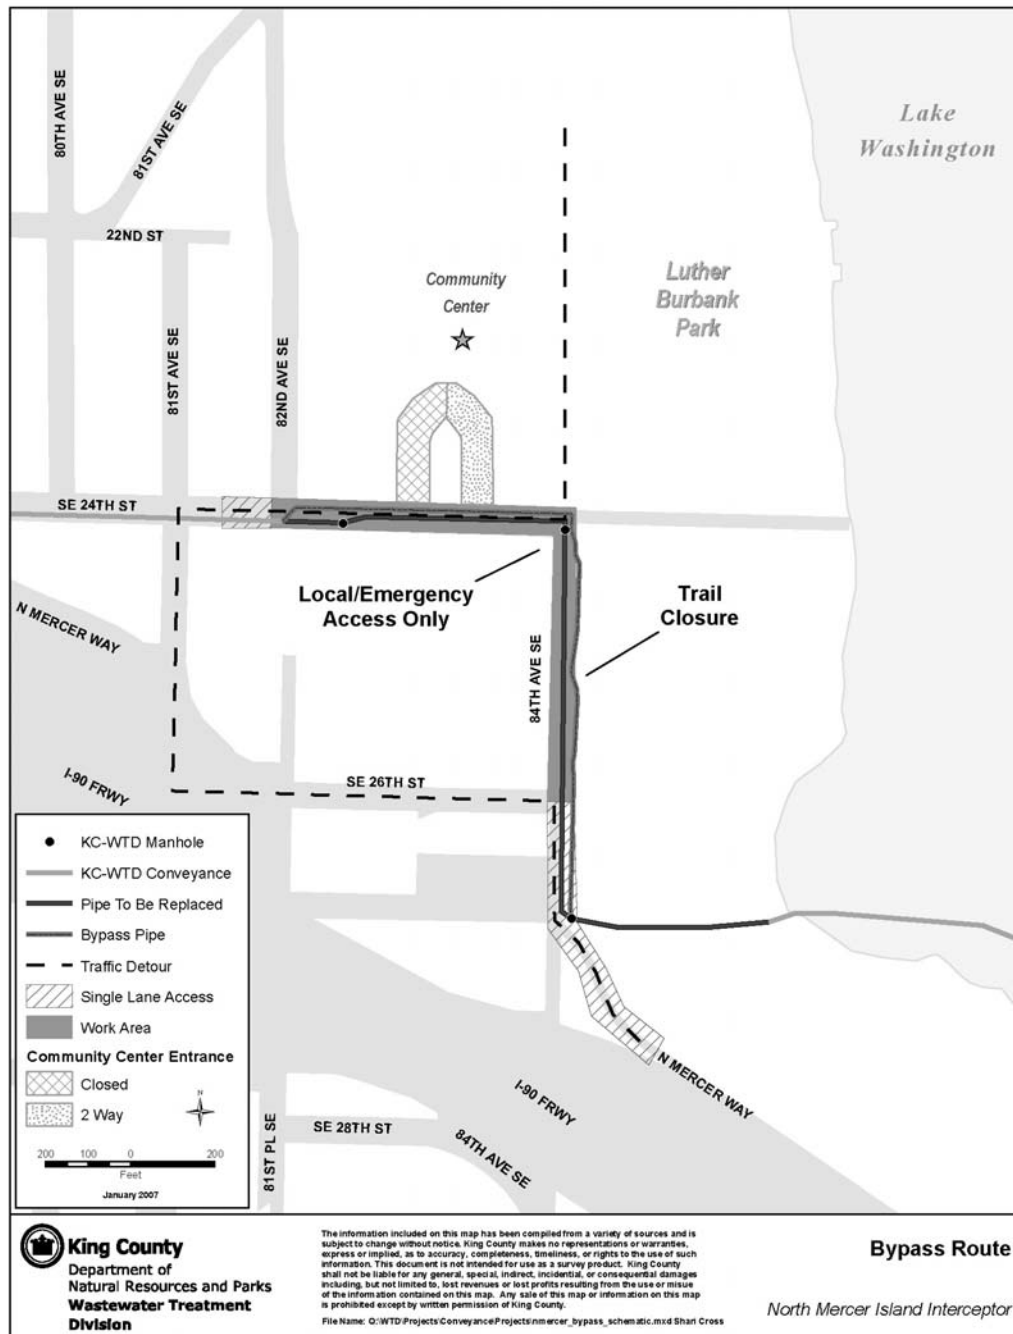 Lake
Washington
80TH AVE SE
81ST AVE SE
22ND ST
Community
Center
Luther
Burbank
Park
81ST AVE SE
82ND AVE SE
SE 24TH ST
Local/Emergency
Access Only
Trail
Closure
N MERCER WAY
84TH AVE SE
I-90 FRWY
SE 26TH ST
KC-WTD Manhole
KC-WTD Conveyance
Pipe To Be Replaced
Bypass Pipe
Traffic Detour
Single Lane Access
Work Area
Community Center Entrance
Closed
2 Way
N
200 100 0 200
Feet
January 2007
81ST PL SE
SE 28TH ST
84TH AVE SE
I-90 FRWY
N MERCER WAY
King County
Department of
Natural Resources and Parks
Wastewater Treatment
Division
The information included on this map has been compiled from a variety of sources and is
subject to change without notice. King County makes no representations or warranties,
express or implied, as to accuracy, completeness, timeliness, or rights to the use of such
information. This document is not intended for use as a survey product. King County
shall not be liable for any general, special, indirect, incidental, or consequential damages
including, but not limited to, lost revenues or lost profits resulting from the use or misuse
of the information contained on this map. Any sale of this map or information on this map
is prohibited except by written permission of King County.
File Name: Q:\WTD\Projects\Conveyance\Projects\nmercer_bypass_schematic.mxd Shari Cross
Bypass Route
North Mercer Island Interceptor